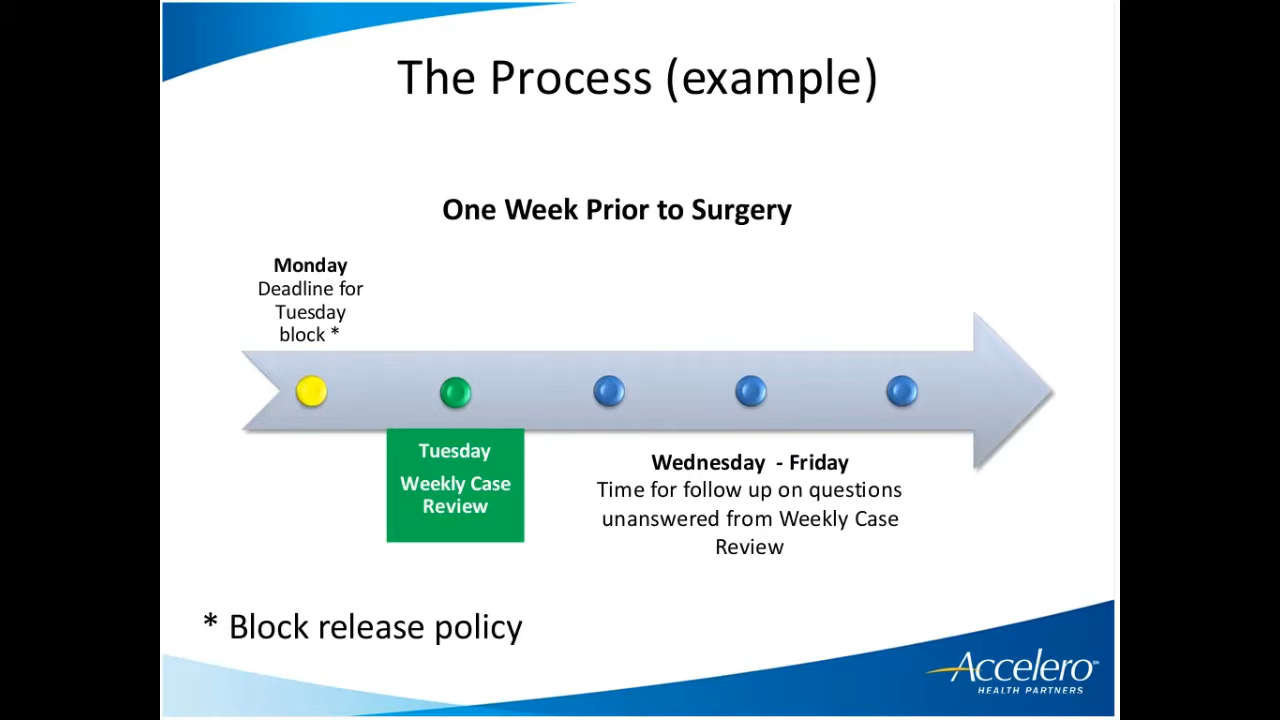 The Process (example)
One Week Prior to Surgery
Monday
Deadline for
Tuesday
block *
Tuesday
Weekly Case
Review
Wednesday - Friday
Time for follow up on questions
unanswered from Weekly Case
Review
* Block release policy
Accelero℠
HEALTH PARTNERS